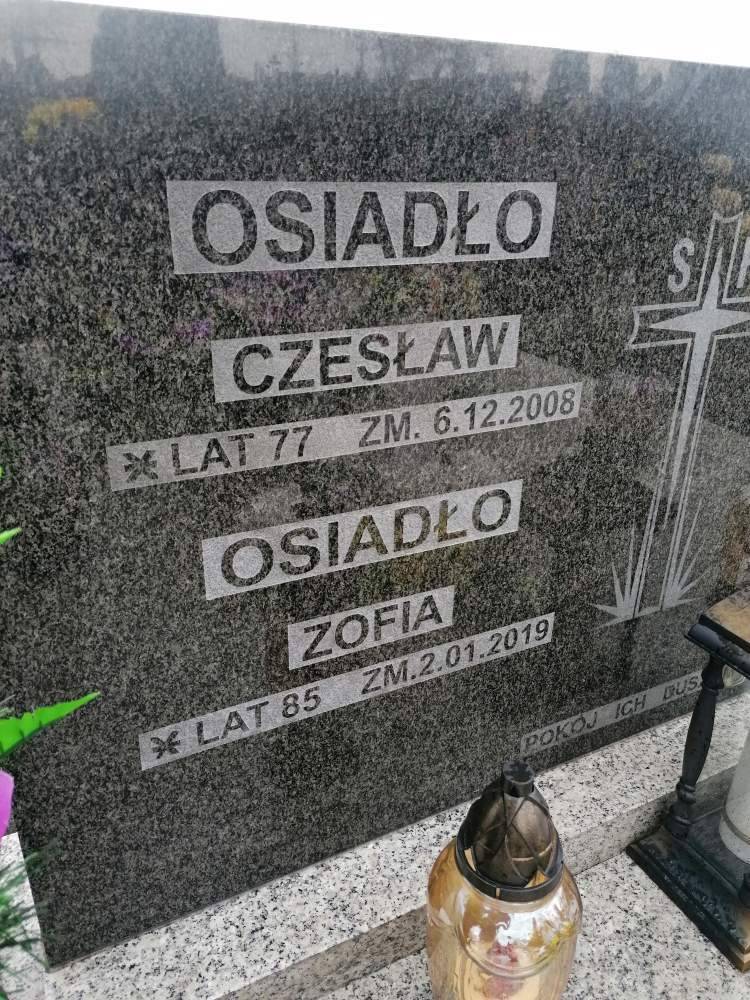 OSIADŁO
CZESŁAW
LAT 77 ZM. 6.12.2008
OSIADŁO
ZOFIA
LAT 85 ZM.2.01.2019
S
POKÓJ ICH